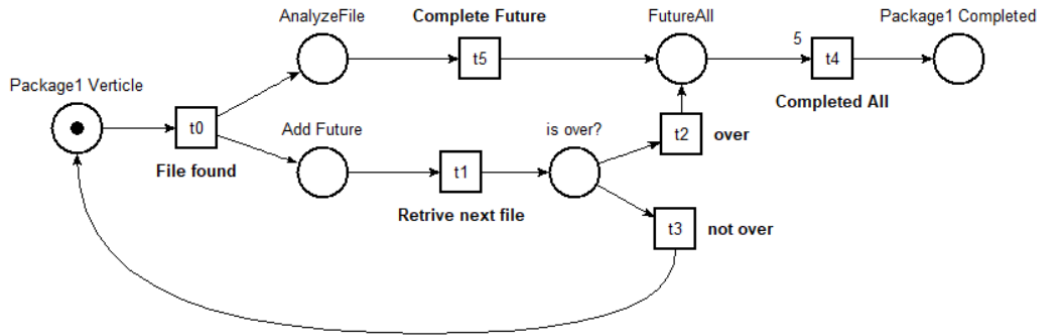 AnalyzeFile
Complete Future
FutureAll
Package1 Completed
5
t5
t4
Package1 Verticle
Completed All
t0
Add Future
is over?
t2
over
File found
t1
Retrive next file
t3
not over